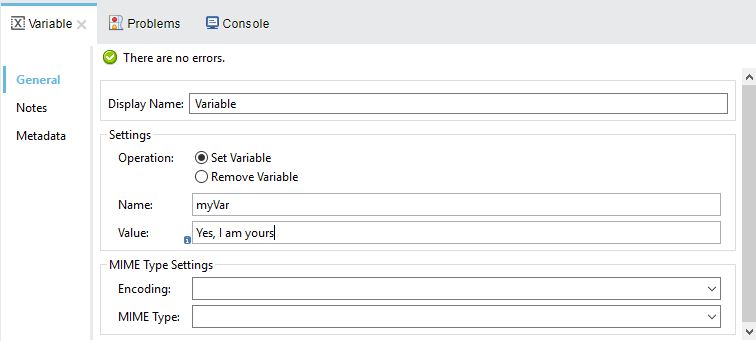 Variable Problems Console
There are no errors.
General
Notes
Metadata
Display Name: Variable
Settings
Operation: Set Variable
Remove Variable
Name: myVar
Value: Yes, I am yours
MIME Type Settings
Encoding:
MIME Type: